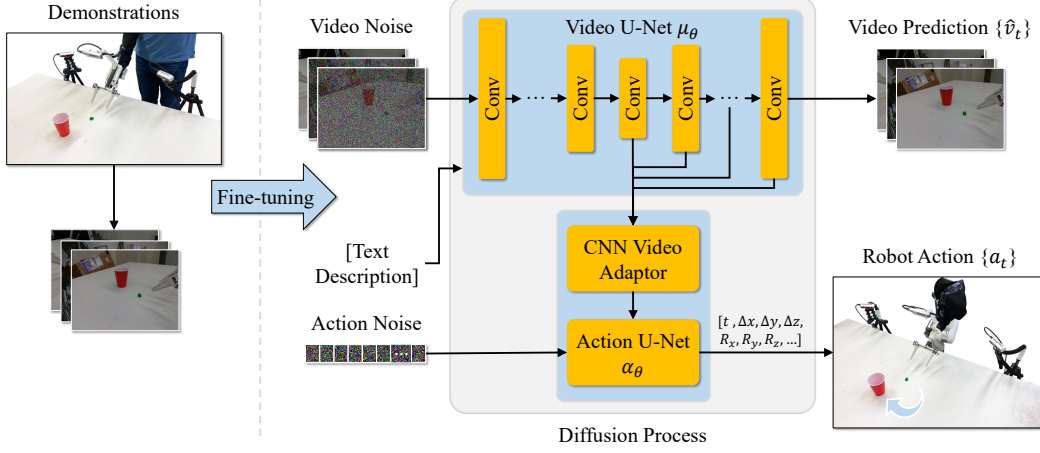 Demonstrations
Fine-tuning
Video Noise
[Text
Description]
Action Noise
Video U-Net μθ
Conv
...
Conv
Conv
Conv
...
Conv
CNN Video
Adaptor
Action U-Net
αθ
[t ,Δx, Δy, Δz,
Rx, Ry, Rz, ...]
Diffusion Process
Video Prediction {v̂t}
Robot Action {at}